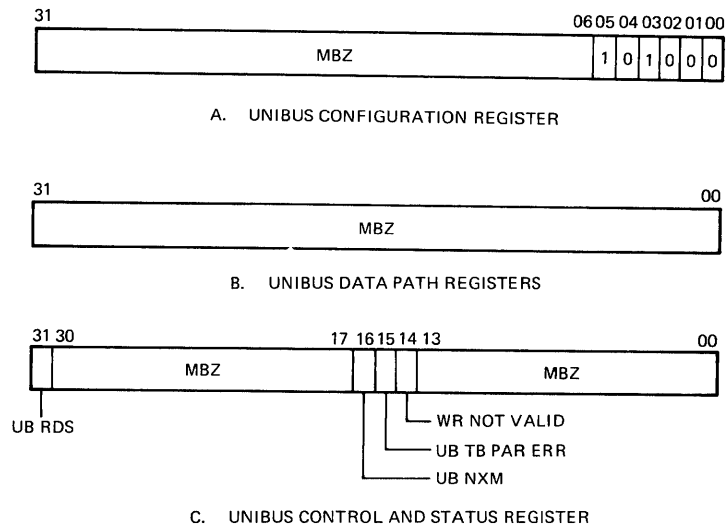 31 06 05 04 03 02 01 00
MBZ 1 0 1 0 0 0
A. UNIBUS CONFIGURATION REGISTER
31 00
MBZ
B. UNIBUS DATA PATH REGISTERS
31 30 17 16 15 14 13 00
MBZ MBZ
UB RDS
WR NOT VALID
UB TB PAR ERR
UB NXM
C. UNIBUS CONTROL AND STATUS REGISTER